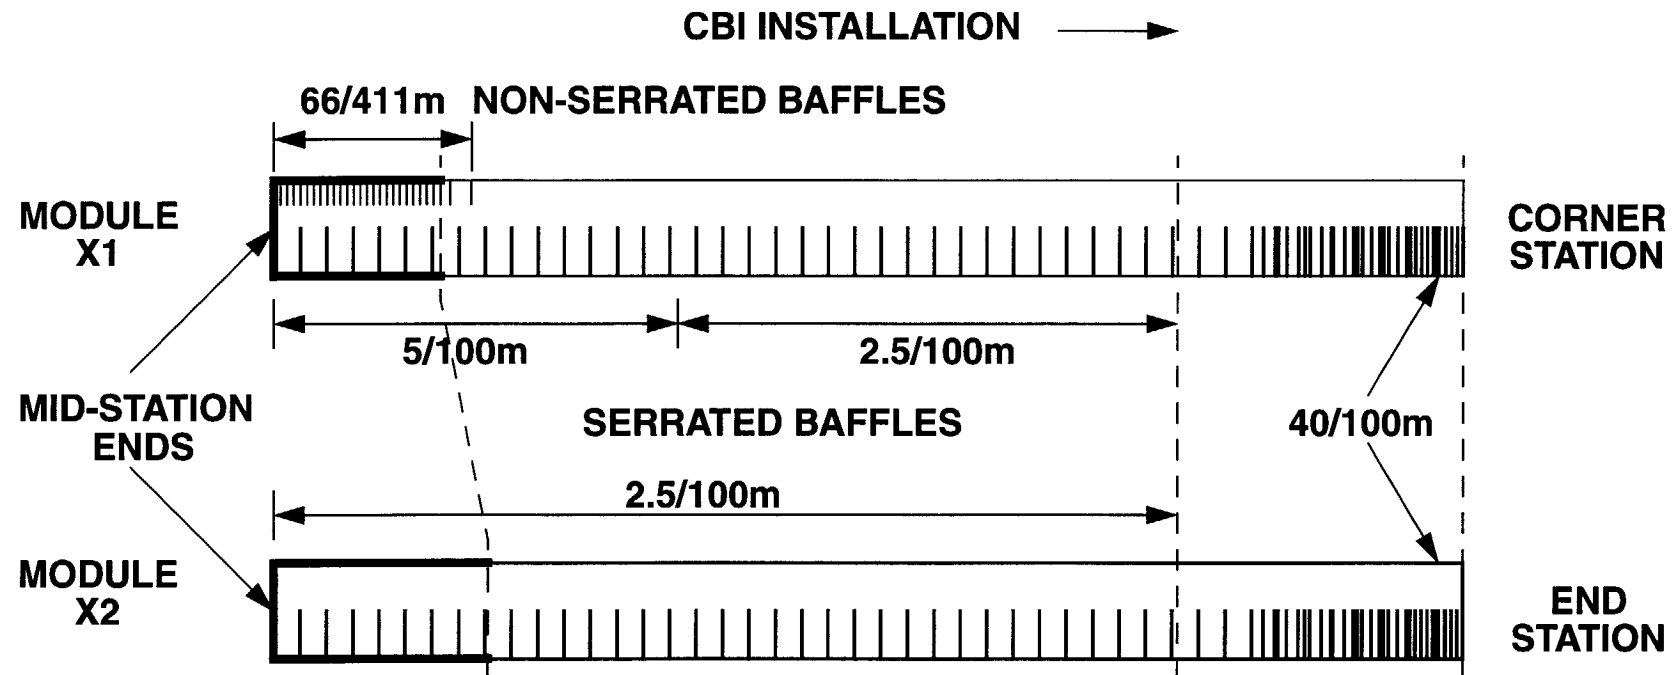 CBI INSTALLATION
66/411m NON-SERRATED BAFFLES
MODULE
X1
CORNER
STATION
5/100m
2.5/100m
MID-STATION
ENDS
SERRATED BAFFLES
40/100m
2.5/100m
MODULE
X2
END
STATION